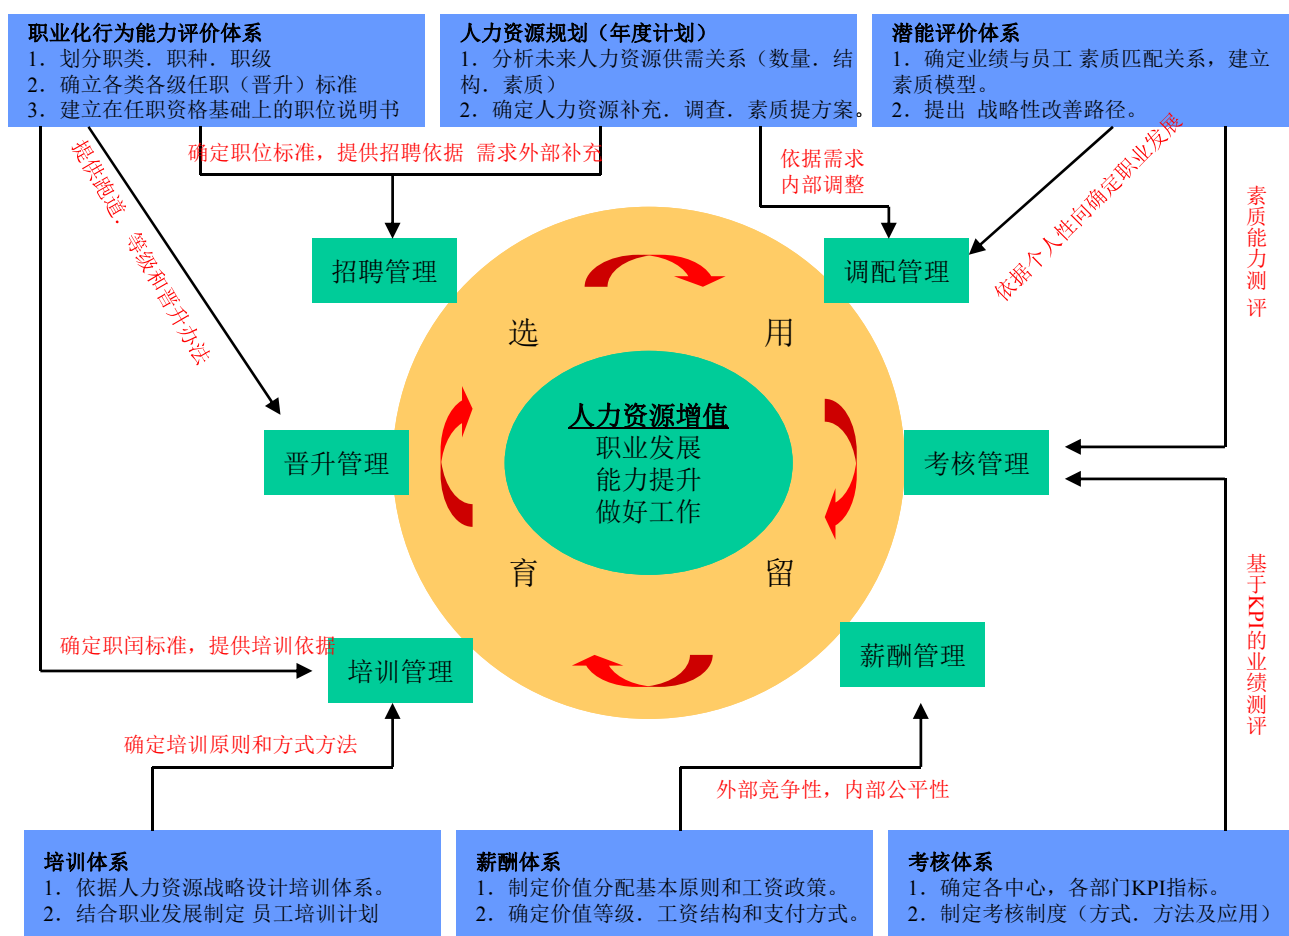 职业化行为能力评价体系
1．划分职类．职种．职级
2．确立各类各级任职（晋升）标准
3．建立在任职资格基础上的职位说明书
人力资源规划（年度计划）
1．分析未来人力资源供需关系（数量．结
构．素质）
2．确定人力资源补充．调查．素质提方案。
潜能评价体系
1．确定业绩与员工 素质匹配关系，建立
素质模型。
2．提出 战略性改善路径。
提供跑道．等级和晋升办法
确定职位标准，提供招聘依据 需求外部补充
依据需求
内部调整
依据个人性向确定职业发展
素质能力测 评
招聘管理
调配管理
选
用
人力资源增值
职业发展
能力提升
做好工作
晋升管理
考核管理
育
留
基于KPI的业绩测评
确定职闰标准，提供培训依据
培训管理
薪酬管理
确定培训原则和方式方法
外部竞争性，内部公平性
培训体系
1．依据人力资源战略设计培训体系。
2．结合职业发展制定 员工培训计划
薪酬体系
1．制定价值分配基本原则和工资政策。
2．确定价值等级．工资结构和支付方式。
考核体系
1．确定各中心，各部门KPI指标。
2．制定考核制度（方式．方法及应用）